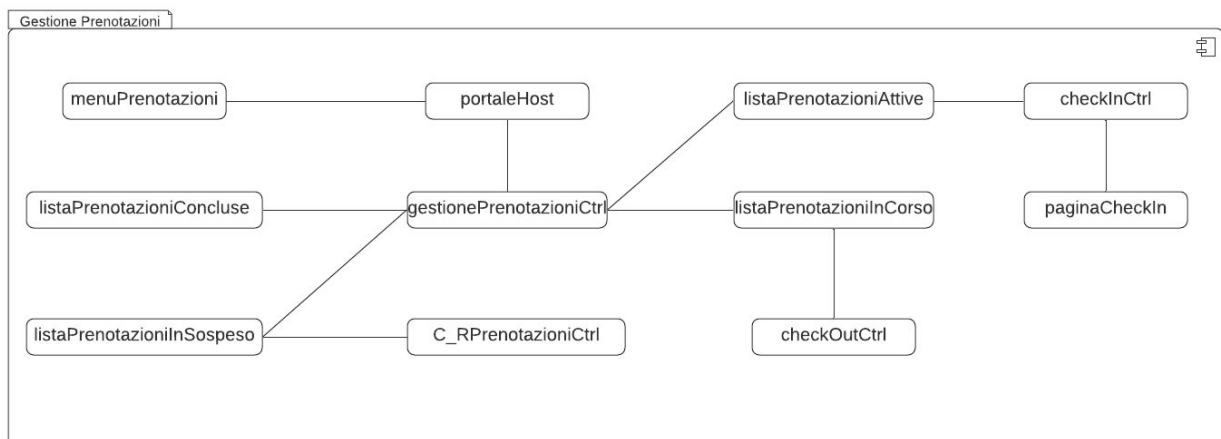 Gestione Prenotazioni
menuPrenotazioni
portaleHost
listaPrenotazioniAttive
checkInCtrl
listaPrenotazioniConcluse
gestionePrenotazioniCtrl
listaPrenotazioniInCorso
paginaCheckIn
listaPrenotazioniInSospeso
C_RPrenotazioniCtrl
checkOutCtrl